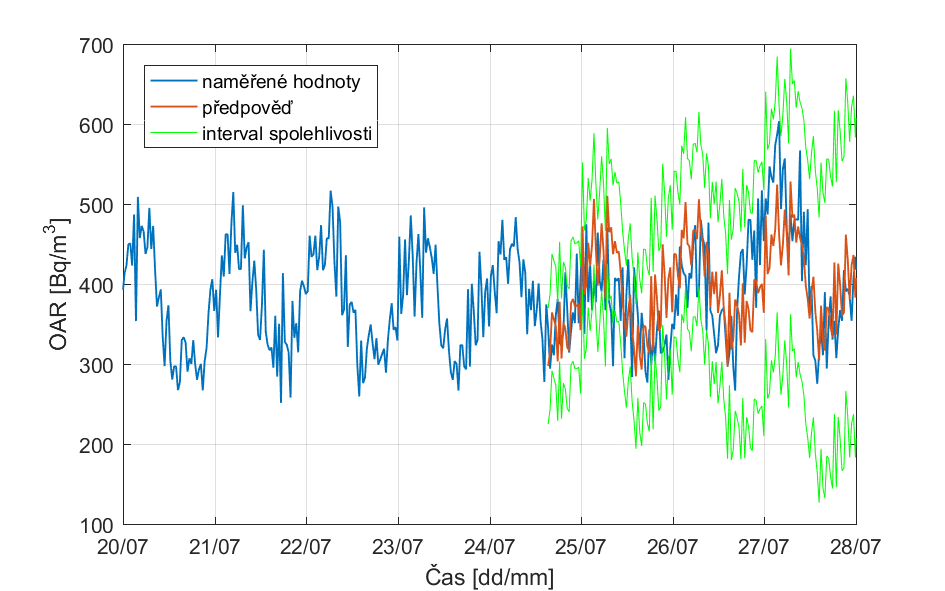 700
600
500
400
300
200
100
OAR [Bq/m³]
naměřené hodnoty
předpověď
interval spolehlivosti
20/07 21/07 22/07 23/07 24/07 25/07 26/07 27/07 28/07
Čas [dd/mm]